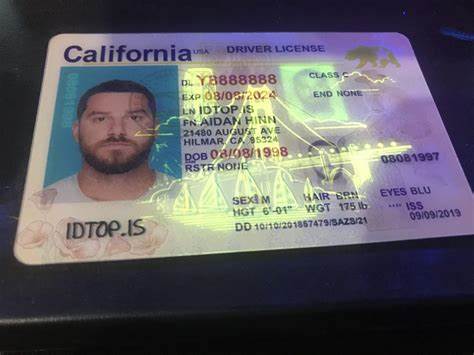 California USA DRIVER LICENSE
DL YB888888 CLASS C
EXP 08/08/2024 END NONE
LN IDTOP.IS
FN AIDAN HINN
21480 AUGUST AVE
HILMAR, CA 95324
DOB 08/08/1998
RSTR NONE 08081997
SEX M HAIR BRN EYES BLU
HGT 6'-01" WGT 175 lb ISS
DD 10/10/201867479/SAZS/21 09/09/2019
IDTOP.IS